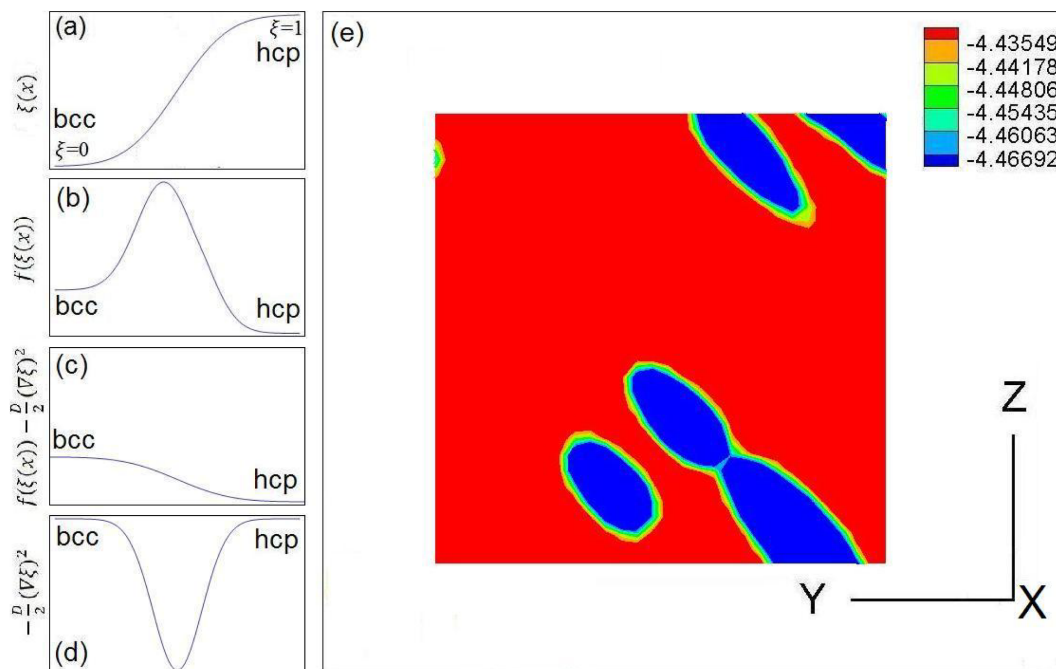 (a)
ξ=1
hcp
bcc
ξ=0
ξ(x)
(b)
bcc
hcp
f(ξ(x))
(c)
bcc
hcp
f(ξ(x)) − D/2 (∇ξ)²
bcc
hcp
(d)
− D/2 (∇ξ)²
(e)
-4.43549
-4.44178
-4.44806
-4.45435
-4.46063
-4.46692
Z
Y
X